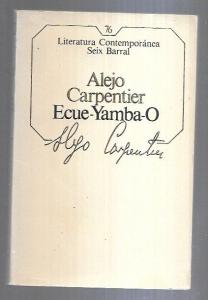 76
Literatura Contemporánea
Seix Barral
Alejo
Carpentier
Ecue-Yamba-O
Alejo Carpentier